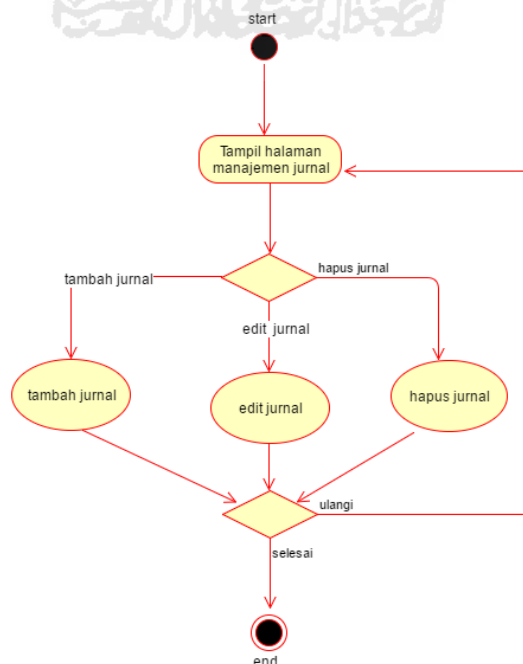 start
Tampil halaman
manajemen jurnal
tambah jurnal
hapus jurnal
edit jurnal
tambah jurnal
edit jurnal
hapus jurnal
ulangi
selesai
end